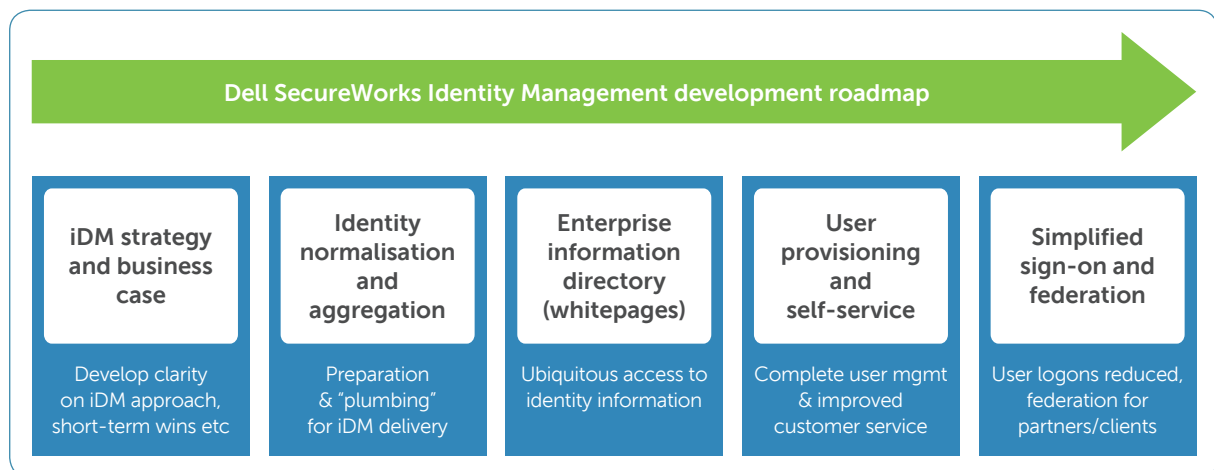 Dell SecureWorks Identity Management development roadmap
iDM strategy
and business
case
Develop clarity
on iDM approach,
short-term wins etc
Identity
normalisation
and
aggregation
Preparation
& “plumbing”
for iDM delivery
Enterprise
information
directory
(whitepages)
Ubiquitous access to
identity information
User
provisioning
and
self-service
Complete user mgmt
& improved
customer service
Simplified
sign-on and
federation
User logons reduced,
federation for
partners/clients